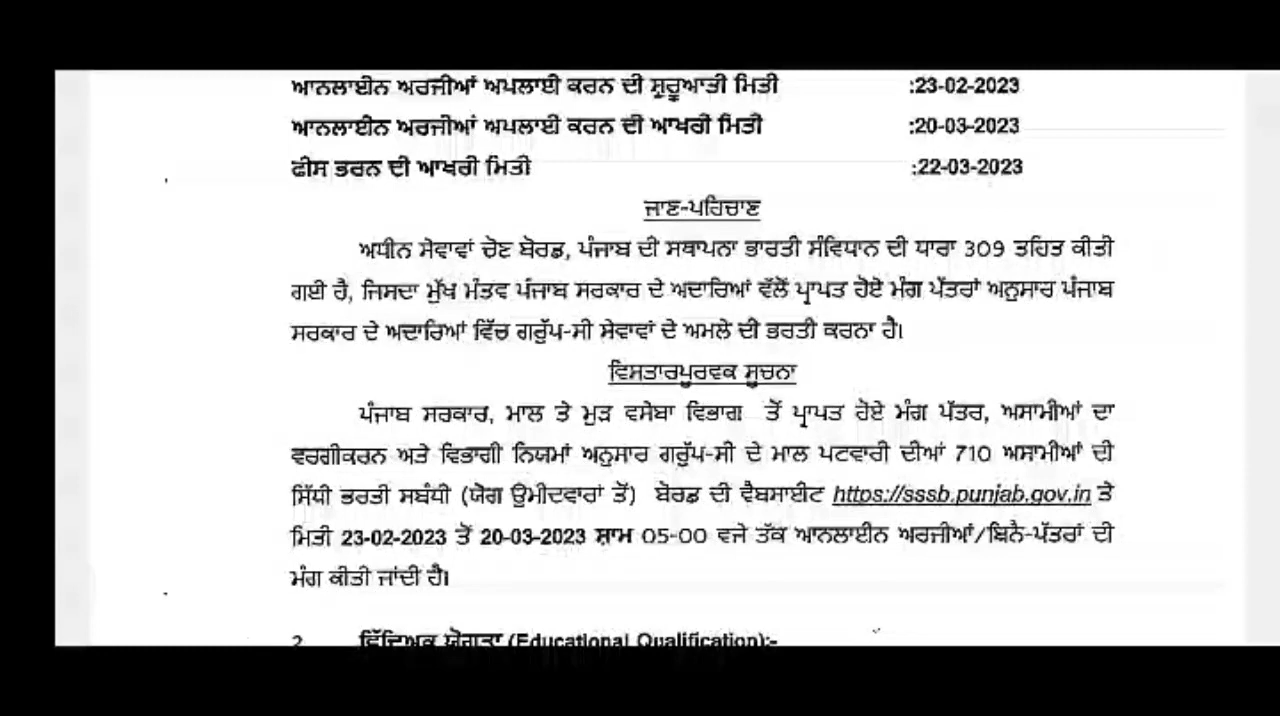 ਆਨਲਾਈਨ ਅਰਜੀਆਂ ਅਪਲਾਈ ਕਰਨ ਦੀ ਸ਼ੁਰੂਆਤੀ ਮਿਤੀ :23-02-2023
ਆਨਲਾਈਨ ਅਰਜੀਆਂ ਅਪਲਾਈ ਕਰਨ ਦੀ ਆਖਰੀ ਮਿਤੀ :20-03-2023
ਫੀਸ ਭਰਨ ਦੀ ਆਖਰੀ ਮਿਤੀ :22-03-2023
ਜਾਣ-ਪਹਿਚਾਣ
ਅਧੀਨ ਸੇਵਾਵਾਂ ਚੋਣ ਬੋਰਡ, ਪੰਜਾਬ ਦੀ ਸਥਾਪਨਾ ਭਾਰਤੀ ਸੰਵਿਧਾਨ ਦੀ ਧਾਰਾ 309 ਤਹਿਤ ਕੀਤੀ
ਗਈ ਹੈ, ਜਿਸਦਾ ਮੁੱਖ ਮੰਤਵ ਪੰਜਾਬ ਸਰਕਾਰ ਦੇ ਅਦਾਰਿਆਂ ਵੱਲੋਂ ਪ੍ਰਾਪਤ ਹੋਏ ਮੰਗ ਪੱਤਰਾਂ ਅਨੁਸਾਰ ਪੰਜਾਬ
ਸਰਕਾਰ ਦੇ ਅਦਾਰਿਆਂ ਵਿੱਚ ਗਰੁੱਪ-ਸੀ ਸੇਵਾਵਾਂ ਦੇ ਅਮਲੇ ਦੀ ਭਰਤੀ ਕਰਨਾ ਹੈ।
ਵਿਸਤਾਰਪੂਰਵਕ ਸੂਚਨਾ
ਪੰਜਾਬ ਸਰਕਾਰ, ਮਾਲ ਤੇ ਮੁੜ ਵਸੇਬਾ ਵਿਭਾਗ ਤੋਂ ਪ੍ਰਾਪਤ ਹੋਏ ਮੰਗ ਪੱਤਰ, ਅਸਾਮੀਆਂ ਦਾ
ਵਰਗੀਕਰਨ ਅਤੇ ਵਿਭਾਗੀ ਨਿਯਮਾਂ ਅਨੁਸਾਰ ਗਰੁੱਪ-ਸੀ ਦੇ ਮਾਲ ਪਟਵਾਰੀ ਦੀਆਂ 710 ਅਸਾਮੀਆਂ ਦੀ
ਸਿੱਧੀ ਭਰਤੀ ਸਬੰਧੀ (ਯੋਗ ਉਮੀਦਵਾਰਾਂ ਤੋਂ) ਬੋਰਡ ਦੀ ਵੈਬਸਾਈਟ https://sssb.punjab.gov.in ਤੇ
ਮਿਤੀ 23-02-2023 ਤੋਂ 20-03-2023 ਸ਼ਾਮ 05-00 ਵਜੇ ਤੱਕ ਆਨਲਾਈਨ ਅਰਜੀਆਂ/ਬਿਨੈ-ਪੱਤਰਾਂ ਦੀ
ਮੰਗ ਕੀਤੀ ਜਾਂਦੀ ਹੈ।
2 ਵਿੱਦਿਅਕ ਯੋਗਤਾ (Educational Qualification):-